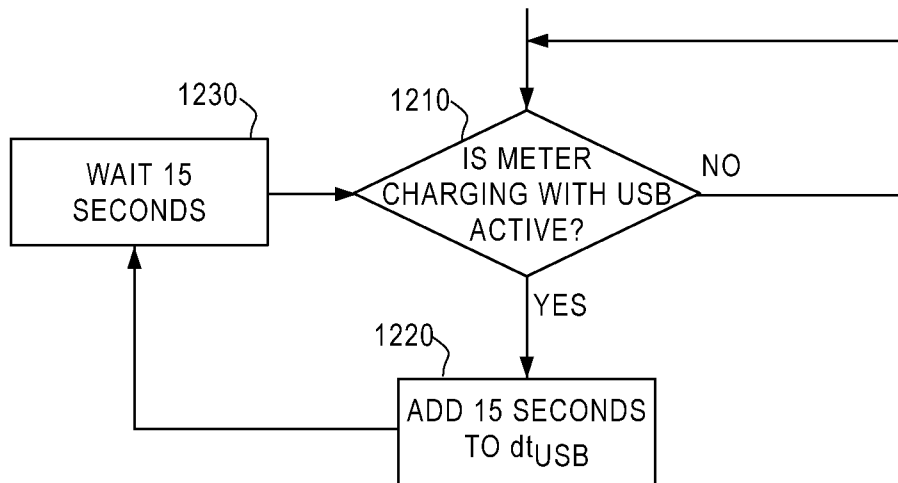 1230
WAIT 15
SECONDS
1210
IS METER
CHARGING WITH USB
ACTIVE?
NO
YES
1220
ADD 15 SECONDS
TO dtUSB